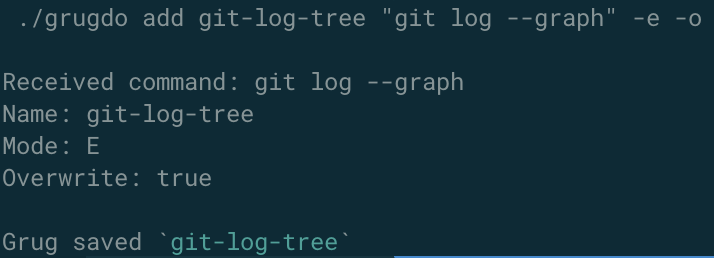 ./grugdo add git-log-tree "git log --graph" -e -o
Received command: git log --graph
Name: git-log-tree
Mode: E
Overwrite: true
Grug saved `git-log-tree`